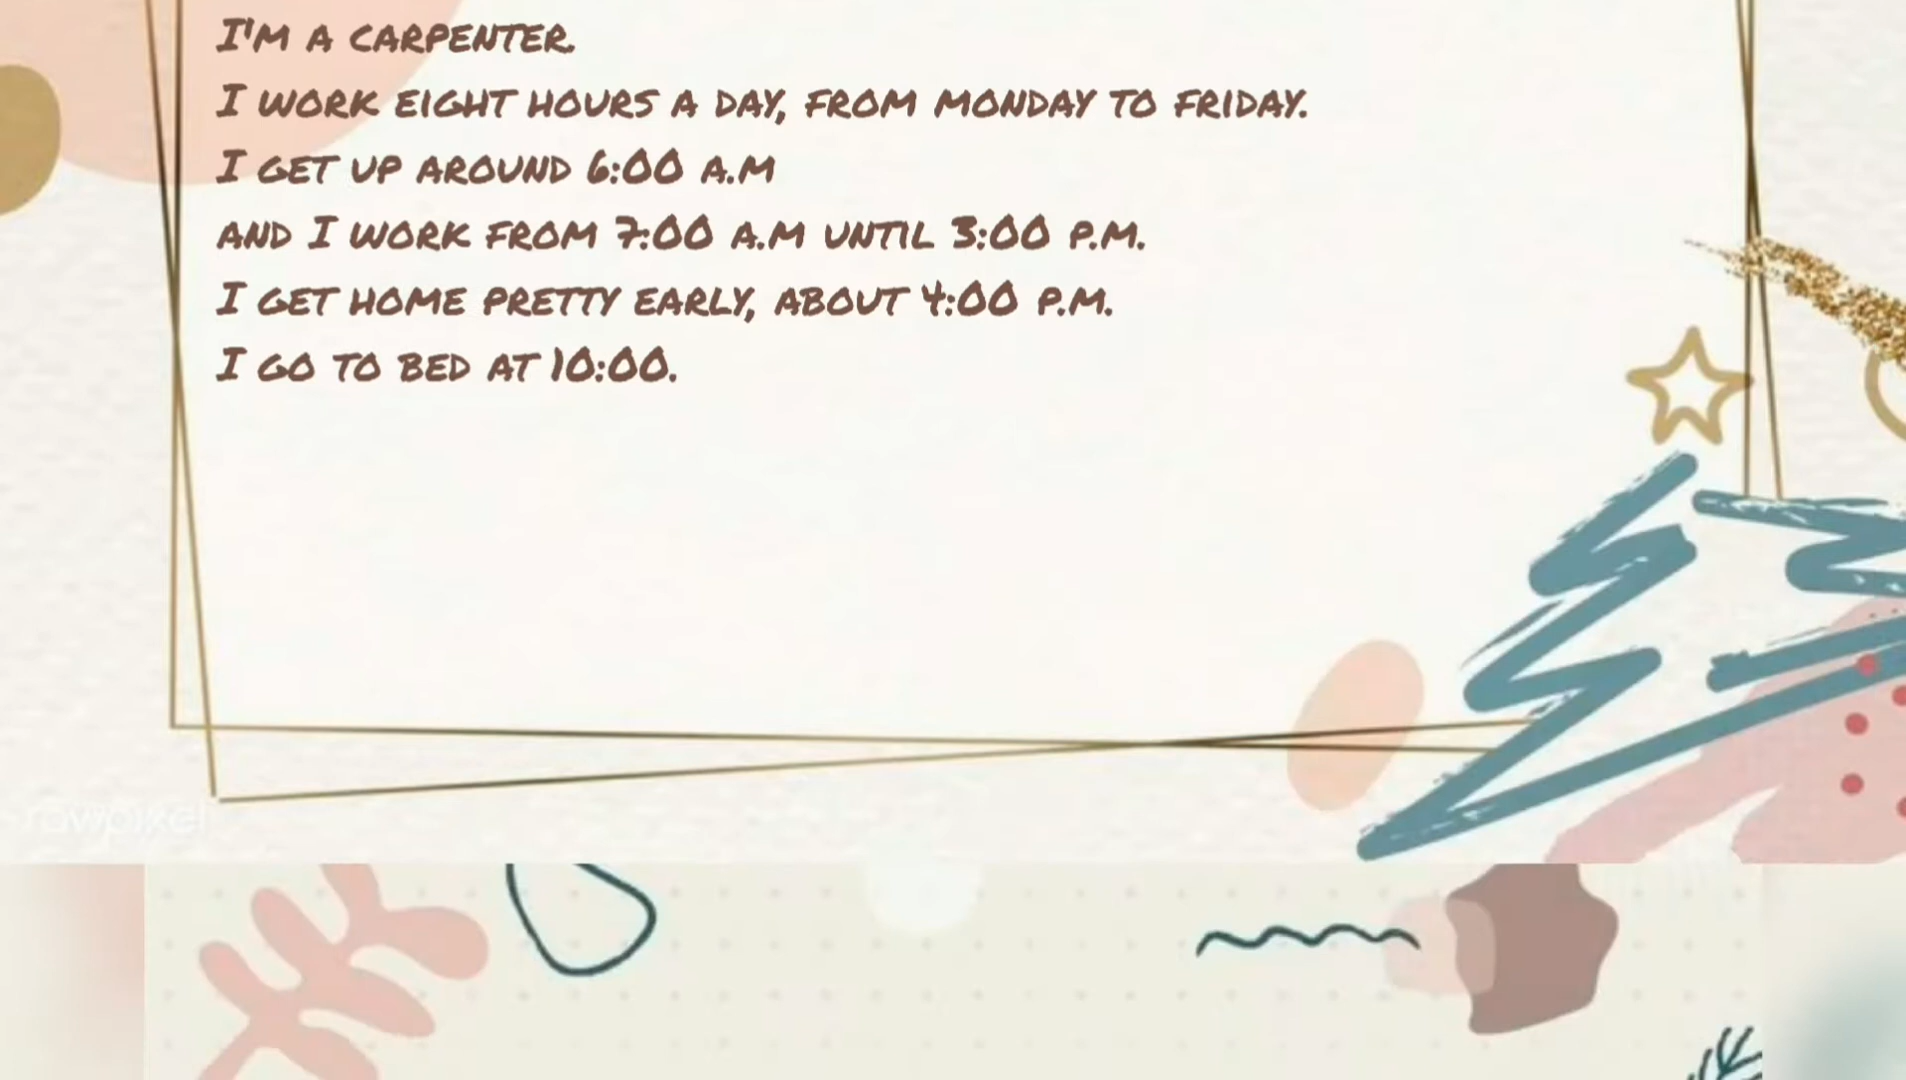 I'M A CARPENTER.
I WORK EIGHT HOURS A DAY, FROM MONDAY TO FRIDAY.
I GET UP AROUND 6:00 A.M
AND I WORK FROM 7:00 A.M UNTIL 3:00 P.M.
I GET HOME PRETTY EARLY, ABOUT 4:00 P.M.
I GO TO BED AT 10:00.
rawpixel